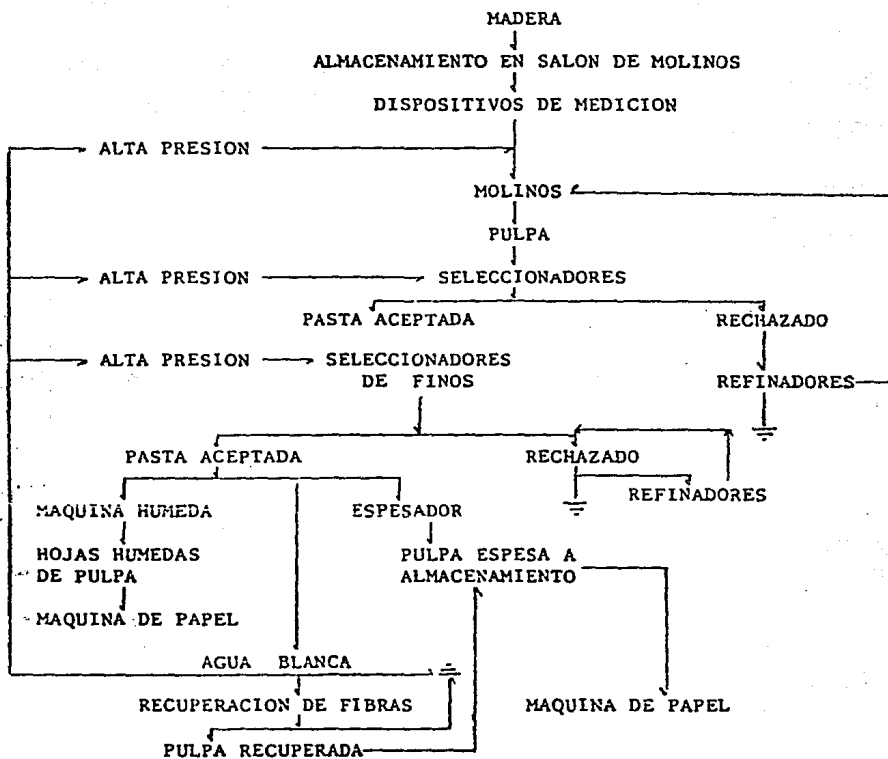 MADERA
ALMACENAMIENTO EN SALON DE MOLINOS
DISPOSITIVOS DE MEDICION
ALTA PRESION
MOLINOS
PULPA
ALTA PRESION
SELECCIONADORES
PASTA ACEPTADA
RECHAZADO
ALTA PRESION
SELECCIONADORES
DE FINOS
REFINADORES
PASTA ACEPTADA
RECHAZADO
MAQUINA HUMEDA
ESPESADOR
REFINADORES
HOJAS HUMEDAS
DE PULPA
PULPA ESPESA A
ALMACENAMIENTO
MAQUINA DE PAPEL
AGUA BLANCA
RECUPERACION DE FIBRAS
MAQUINA DE PAPEL
PULPA RECUPERADA